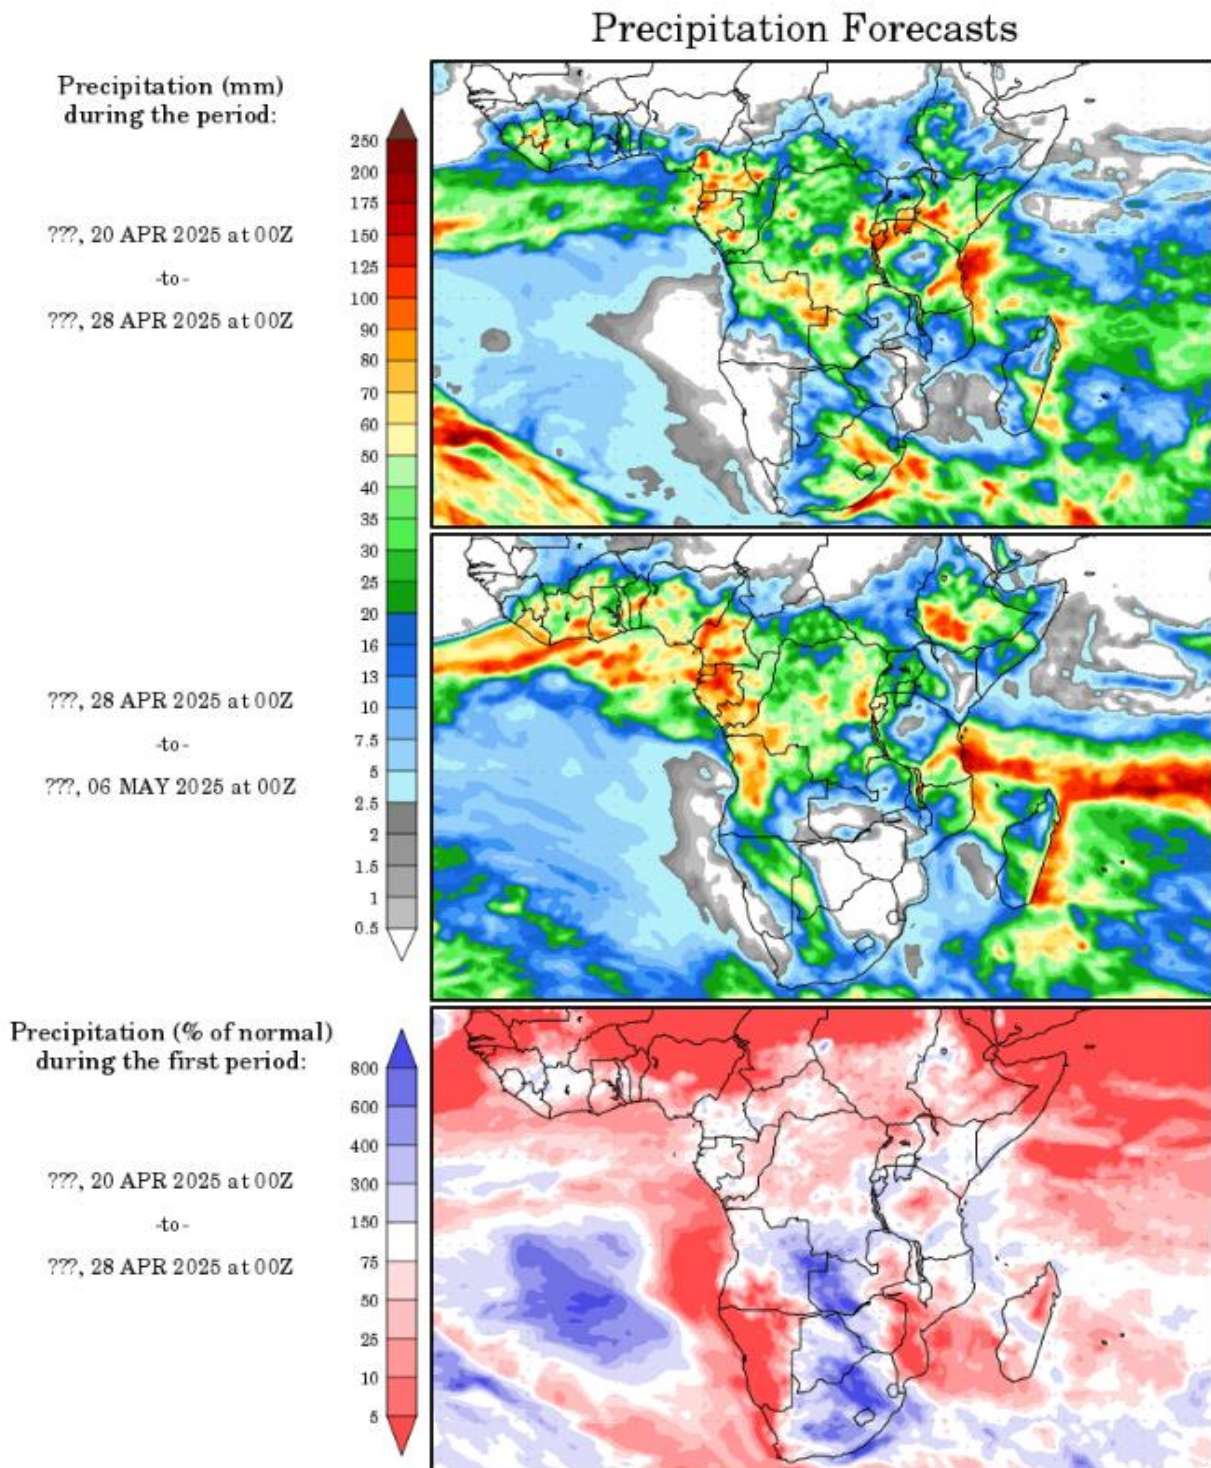 Precipitation Forecasts
Precipitation (mm)
during the period:
250
200
175
150
125
100
90
80
70
60
50
40
35
30
25
20
16
13
10
7.5
5
2.5
2
1.5
1
0.5
???, 20 APR 2025 at 00Z
-to-
???, 28 APR 2025 at 00Z
???, 28 APR 2025 at 00Z
-to-
???, 06 MAY 2025 at 00Z
Precipitation (% of normal)
during the first period:
800
600
400
300
150
75
50
25
10
5
???, 20 APR 2025 at 00Z
-to-
???, 28 APR 2025 at 00Z